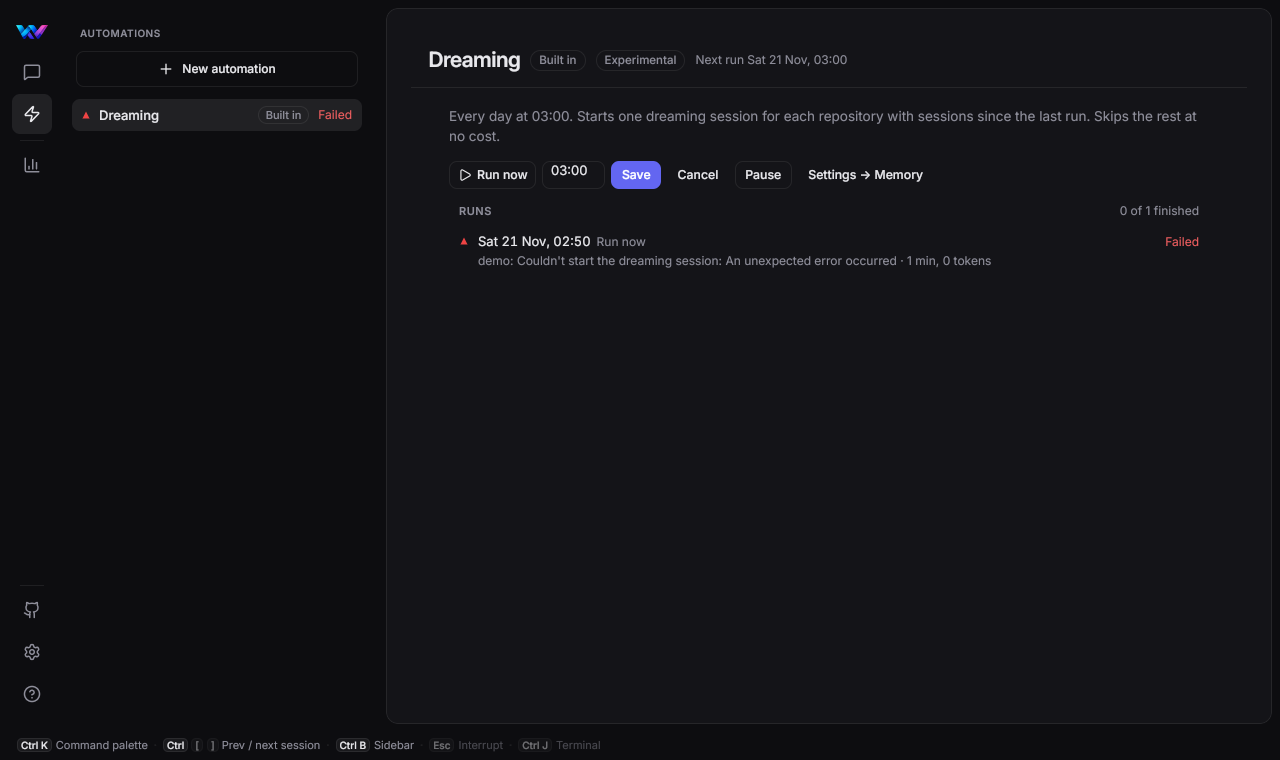 AUTOMATIONS
New automation
Dreaming Built in Failed
Dreaming Built in Experimental Next run Sat 21 Nov, 03:00
Every day at 03:00. Starts one dreaming session for each repository with sessions since the last run. Skips the rest at
no cost.
Run now 03:00 Save Cancel Pause Settings → Memory
RUNS 0 of 1 finished
Sat 21 Nov, 02:50 Run now Failed
demo: Couldn't start the dreaming session: An unexpected error occurred · 1 min, 0 tokens
Ctrl K Command palette · Ctrl [ ] Prev / next session · Ctrl B Sidebar · Esc Interrupt · Ctrl J Terminal